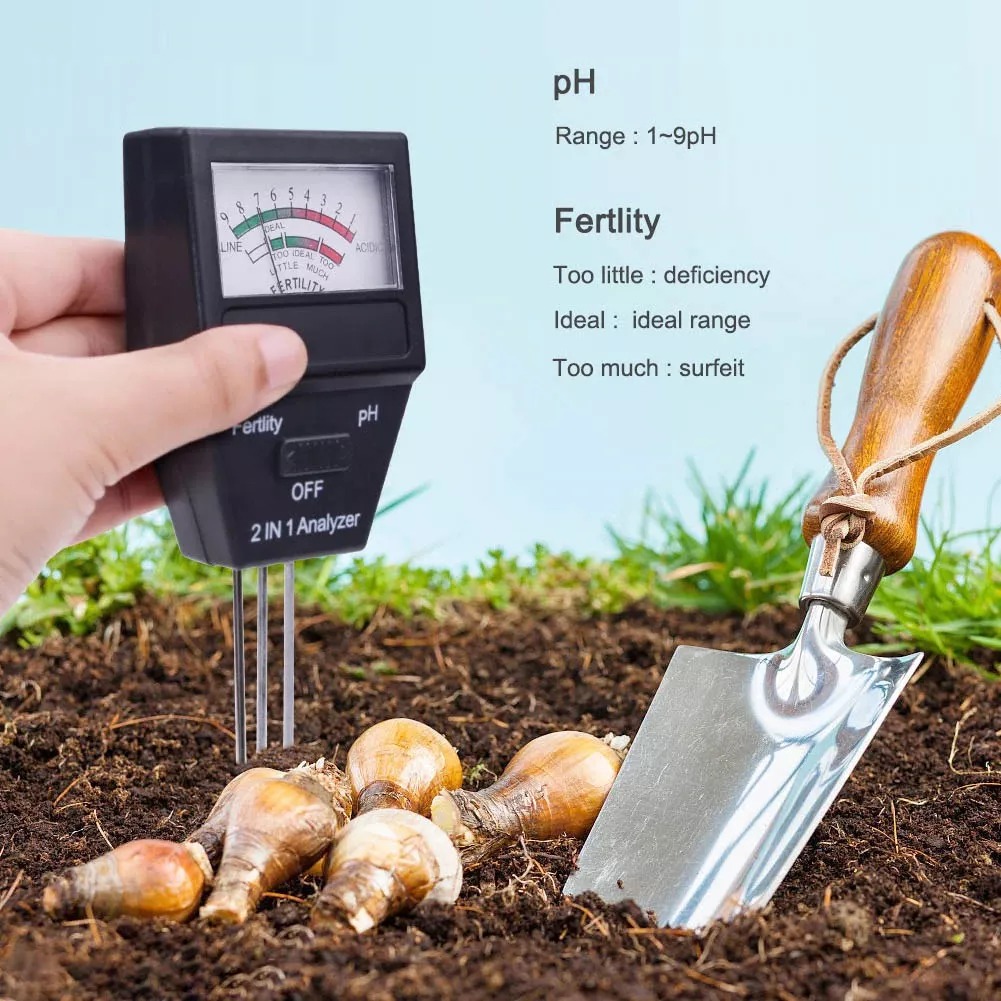 pH
Range : 1~9pH
Fertlity
Too little : deficiency
Ideal : ideal range
Too much : surfeit
9 8 7 6 5 4 3 2 1
IDEAL
LINE
ACIDIC
TOO IDEAL TOO
LITTLE MUCH
FERTILITY
Fertlity
pH
OFF
2 IN 1 Analyzer